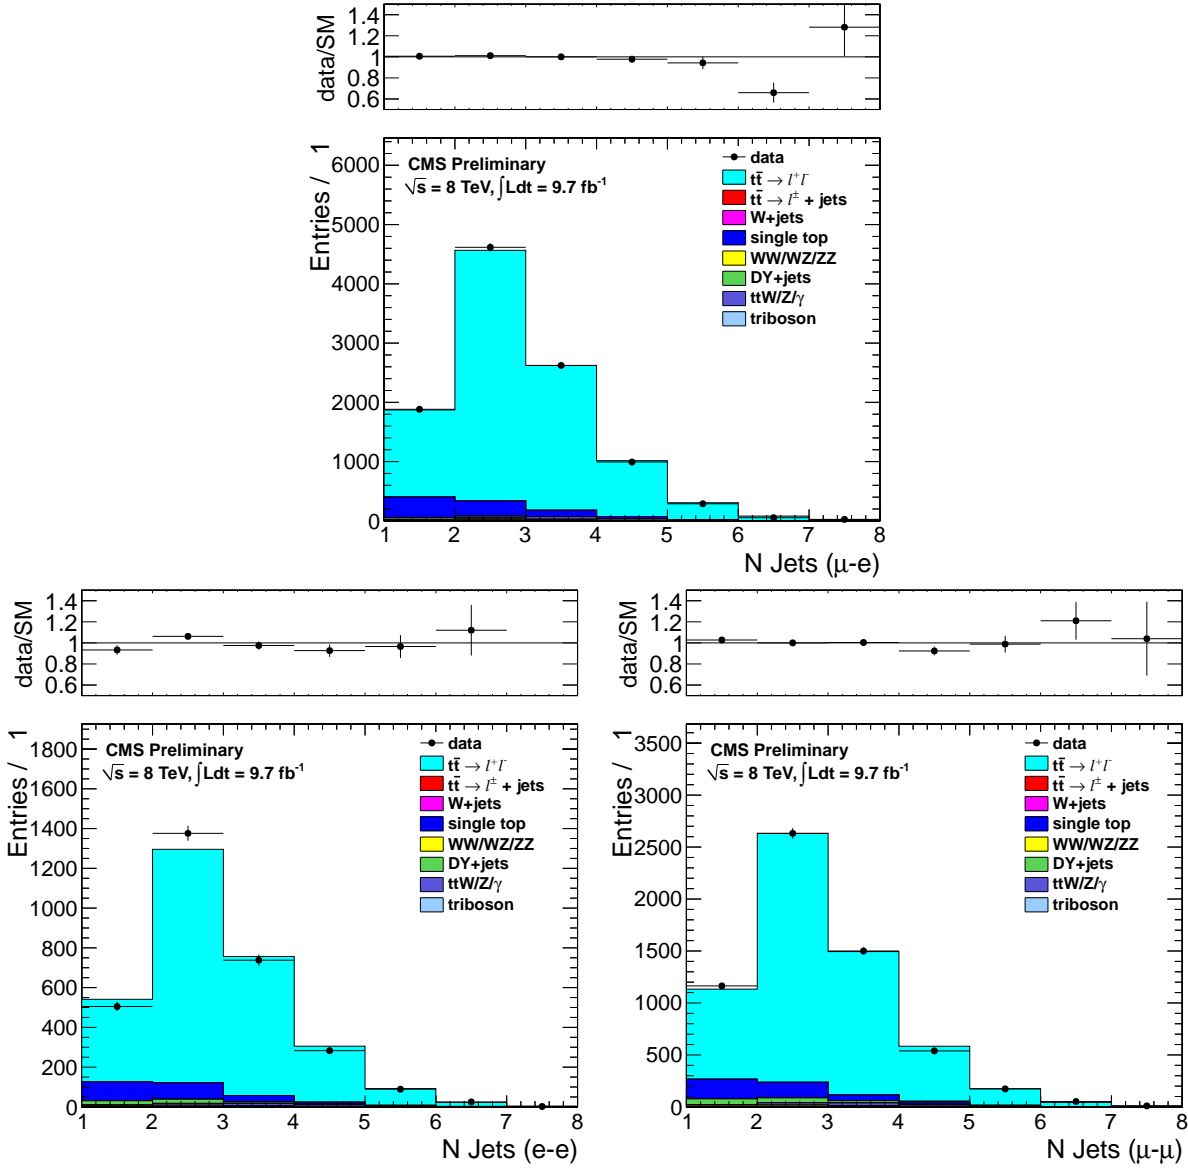 data/SM
1.4
1.2
1
0.8
0.6
Entries / 1
6000
5000
4000
3000
2000
1000
0
CMS Preliminary
√s = 8 TeV, ∫Ldt = 9.7 fb⁻¹
data
tt̄ → l⁺l⁻
tt̄ → l± + jets
W+jets
single top
WW/WZ/ZZ
DY+jets
ttW/Z/γ
triboson
1 2 3 4 5 6 7 8
N Jets (μ-e)
data/SM
1.4
1.2
1
0.8
0.6
Entries / 1
1800
1600
1400
1200
1000
800
600
400
200
0
CMS Preliminary
√s = 8 TeV, ∫Ldt = 9.7 fb⁻¹
data
tt̄ → l⁺l⁻
tt̄ → l± + jets
W+jets
single top
WW/WZ/ZZ
DY+jets
ttW/Z/γ
triboson
1 2 3 4 5 6 7 8
N Jets (e-e)
data/SM
1.4
1.2
1
0.8
0.6
Entries / 1
3500
3000
2500
2000
1500
1000
500
0
CMS Preliminary
√s = 8 TeV, ∫Ldt = 9.7 fb⁻¹
data
tt̄ → l⁺l⁻
tt̄ → l± + jets
W+jets
single top
WW/WZ/ZZ
DY+jets
ttW/Z/γ
triboson
1 2 3 4 5 6 7 8
N Jets (μ-μ)